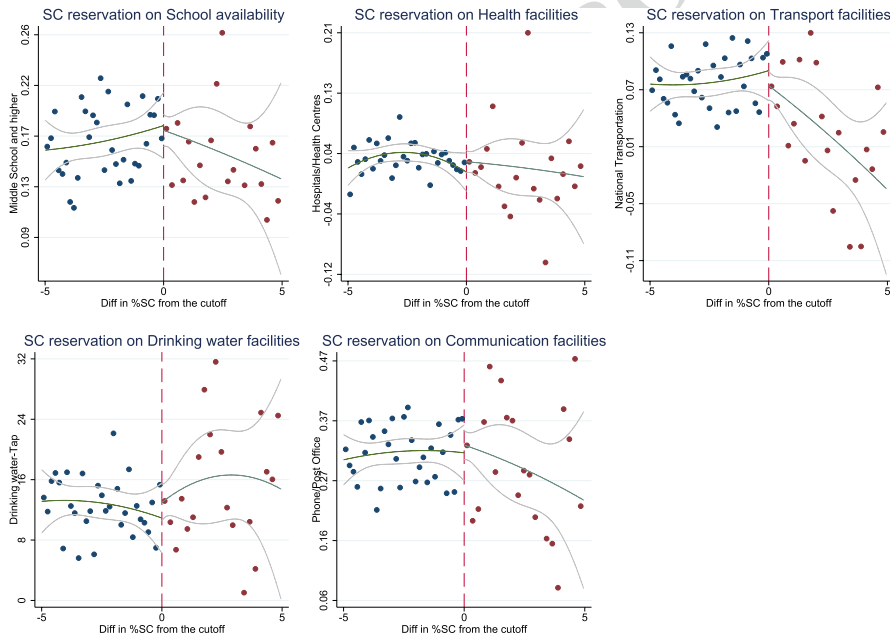 SC reservation on School availability
Middle School and higher
0.26
0.22
0.17
0.13
0.09
-5
0
5
Diff in %SC from the cutoff
SC reservation on Health facilities
Hospitals/Health Centres
0.21
0.13
0.04
-0.04
-0.12
-5
0
5
Diff in %SC from the cutoff
SC reservation on Transport facilities
National Transportation
0.13
0.07
0.01
-0.05
-0.11
-5
0
5
Diff in %SC from the cutoff
SC reservation on Drinking water facilities
Drinking water-Tap
32
24
16
8
0
-5
0
5
Diff in %SC from the cutoff
SC reservation on Communication facilities
Phone/Post Office
0.47
0.37
0.27
0.16
0.06
-5
0
5
Diff in %SC from the cutoff